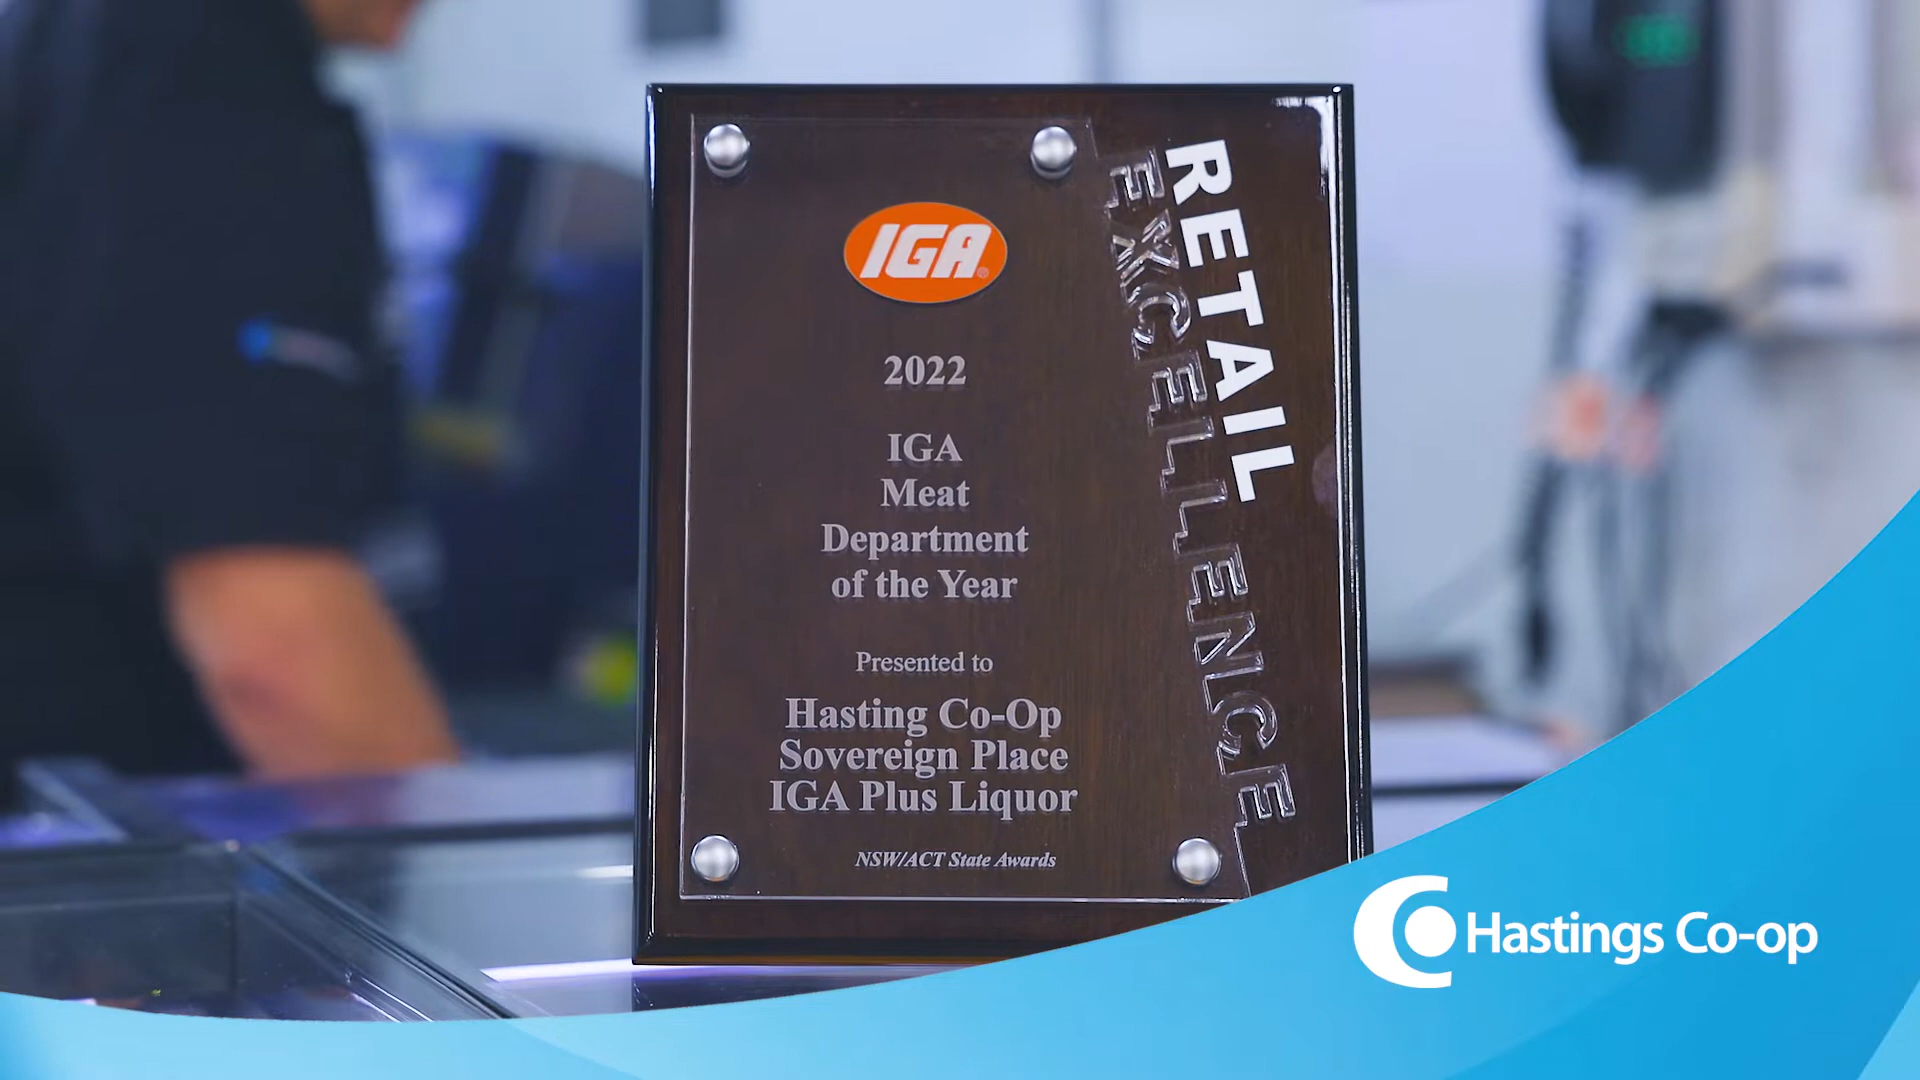 IGA
RETAIL
EXCELLENCE
2022
IGA
Meat
Department
of the Year
Presented to
Hasting Co-Op
Sovereign Place
IGA Plus Liquor
NSW/ACT State Awards
Hastings Co-op